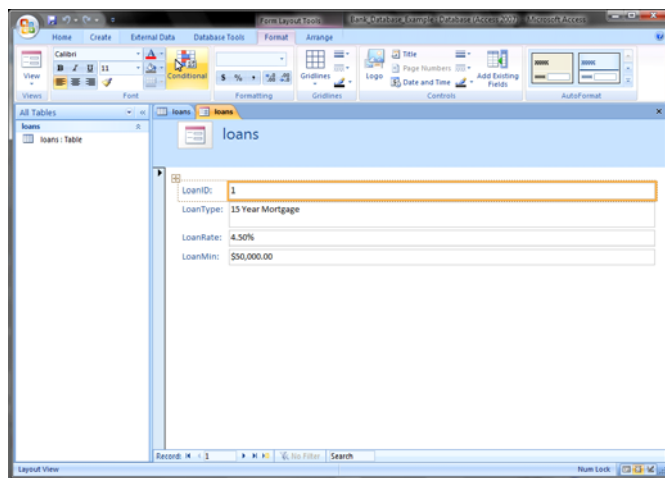 Form Layout Tools Bank_Database_Example : Database (Access 2007) - Microsoft Access
Home Create External Data Database Tools Format Arrange
View
Calibri
B I U 11
Conditional
$ %
Gridlines
Logo
Title
Page Numbers
Date and Time
Add Existing
Fields
Views Font Formatting Gridlines Controls AutoFormat
All Tables
loans
loans : Table
loans loans
loans
LoanID: 1
LoanType: 15 Year Mortgage
LoanRate: 4.50%
LoanMin: $50,000.00
Record: 1 No Filter Search
Layout View Num Lock